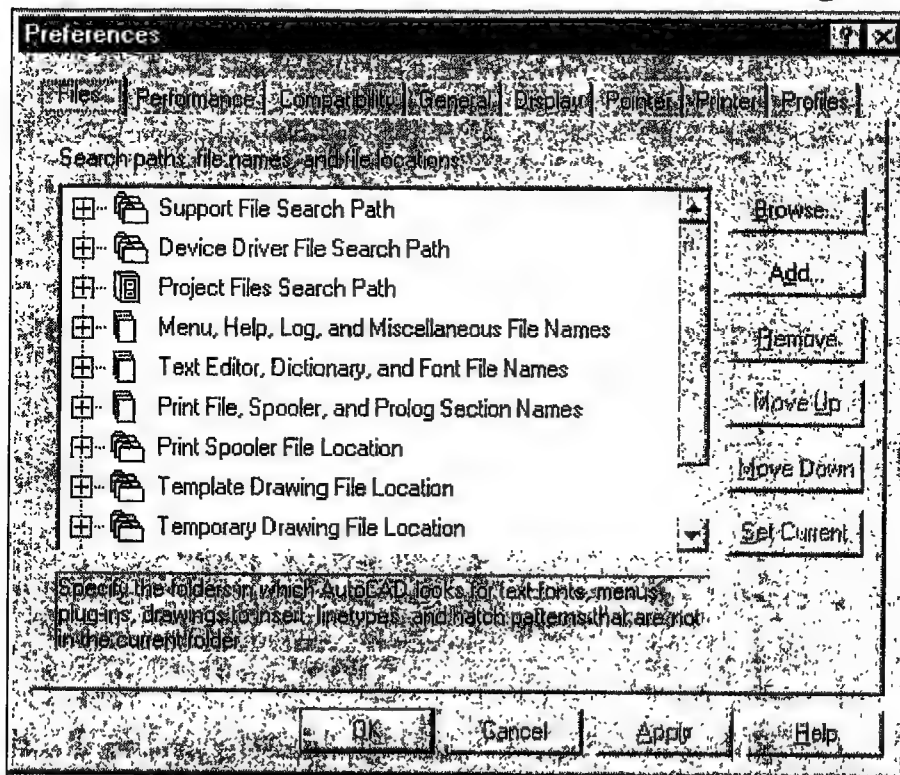 Preferences
Files Performance Compatibility General Display Pointer Printer Profiles
Search paths, file names, and file locations:
Support File Search Path
Device Driver File Search Path
Project Files Search Path
Menu, Help, Log, and Miscellaneous File Names
Text Editor, Dictionary, and Font File Names
Print File, Spooler, and Prolog Section Names
Print Spooler File Location
Template Drawing File Location
Temporary Drawing File Location
Browse...
Add...
Remove
Move Up
Move Down
Set Current
Specify the folders in which AutoCAD looks for text fonts, menus,
plug-ins, drawings to insert, linetypes, and hatch patterns that are not
in the current folder.
OK Cancel Apply Help